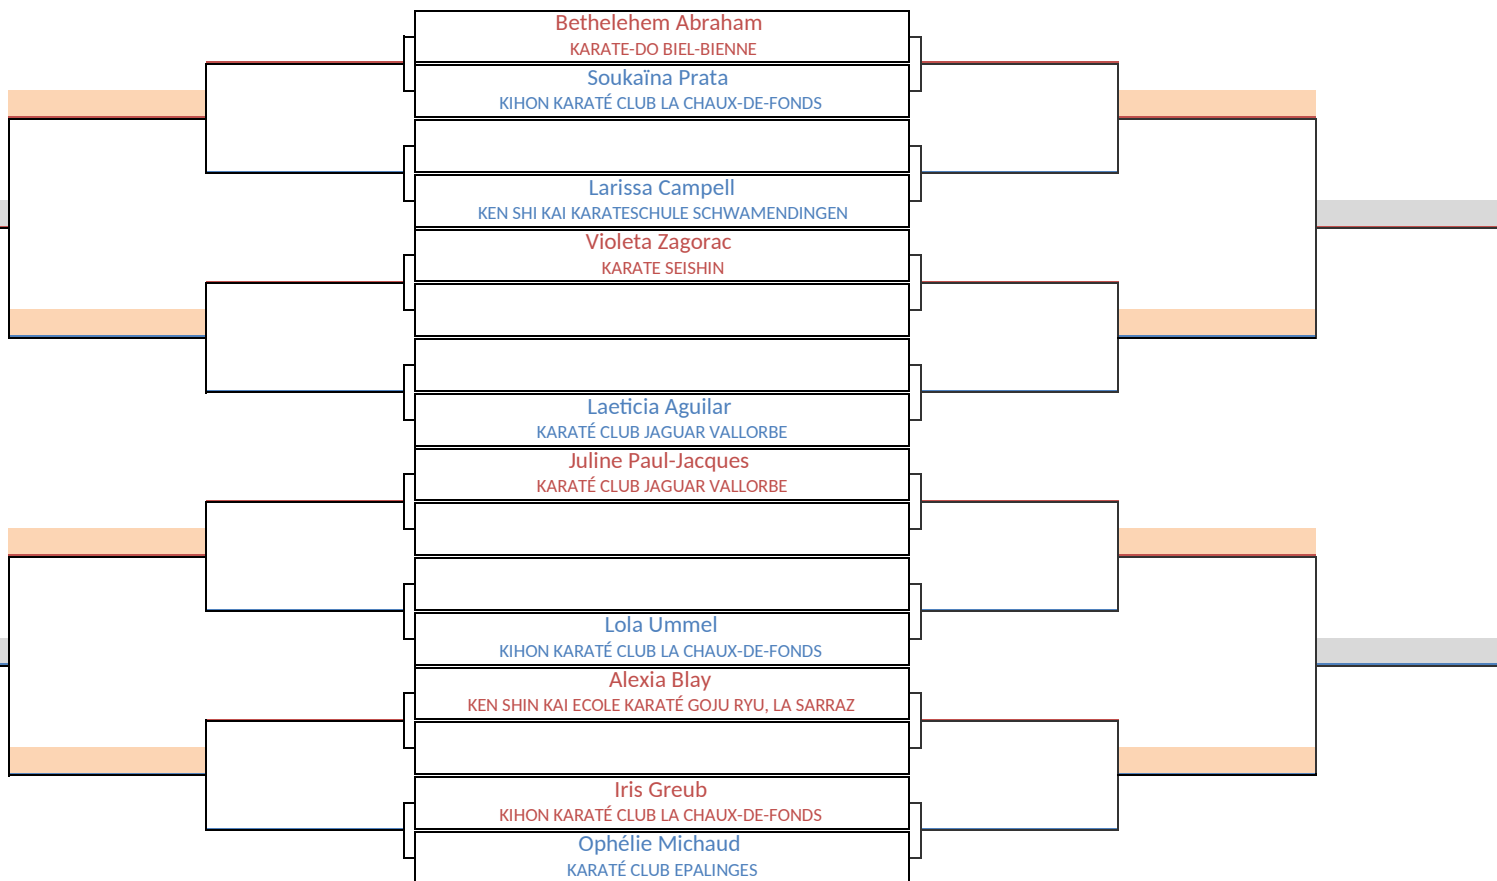 Bethelehem Abraham
KARATE-DO BIEL-BIENNE
Soukaïna Prata
KIHON KARATÉ CLUB LA CHAUX-DE-FONDS
Larissa Campell
KEN SHI KAI KARATESCHULE SCHWAMENDINGEN
Violeta Zagorac
KARATE SEISHIN
Laeticia Aguilar
KARATÉ CLUB JAGUAR VALLORBE
Juline Paul-Jacques
KARATÉ CLUB JAGUAR VALLORBE
Lola Ummel
KIHON KARATÉ CLUB LA CHAUX-DE-FONDS
Alexia Blay
KEN SHIN KAI ECOLE KARATÉ GOJU RYU, LA SARRAZ
Iris Greub
KIHON KARATÉ CLUB LA CHAUX-DE-FONDS
Ophélie Michaud
KARATÉ CLUB EPALINGES